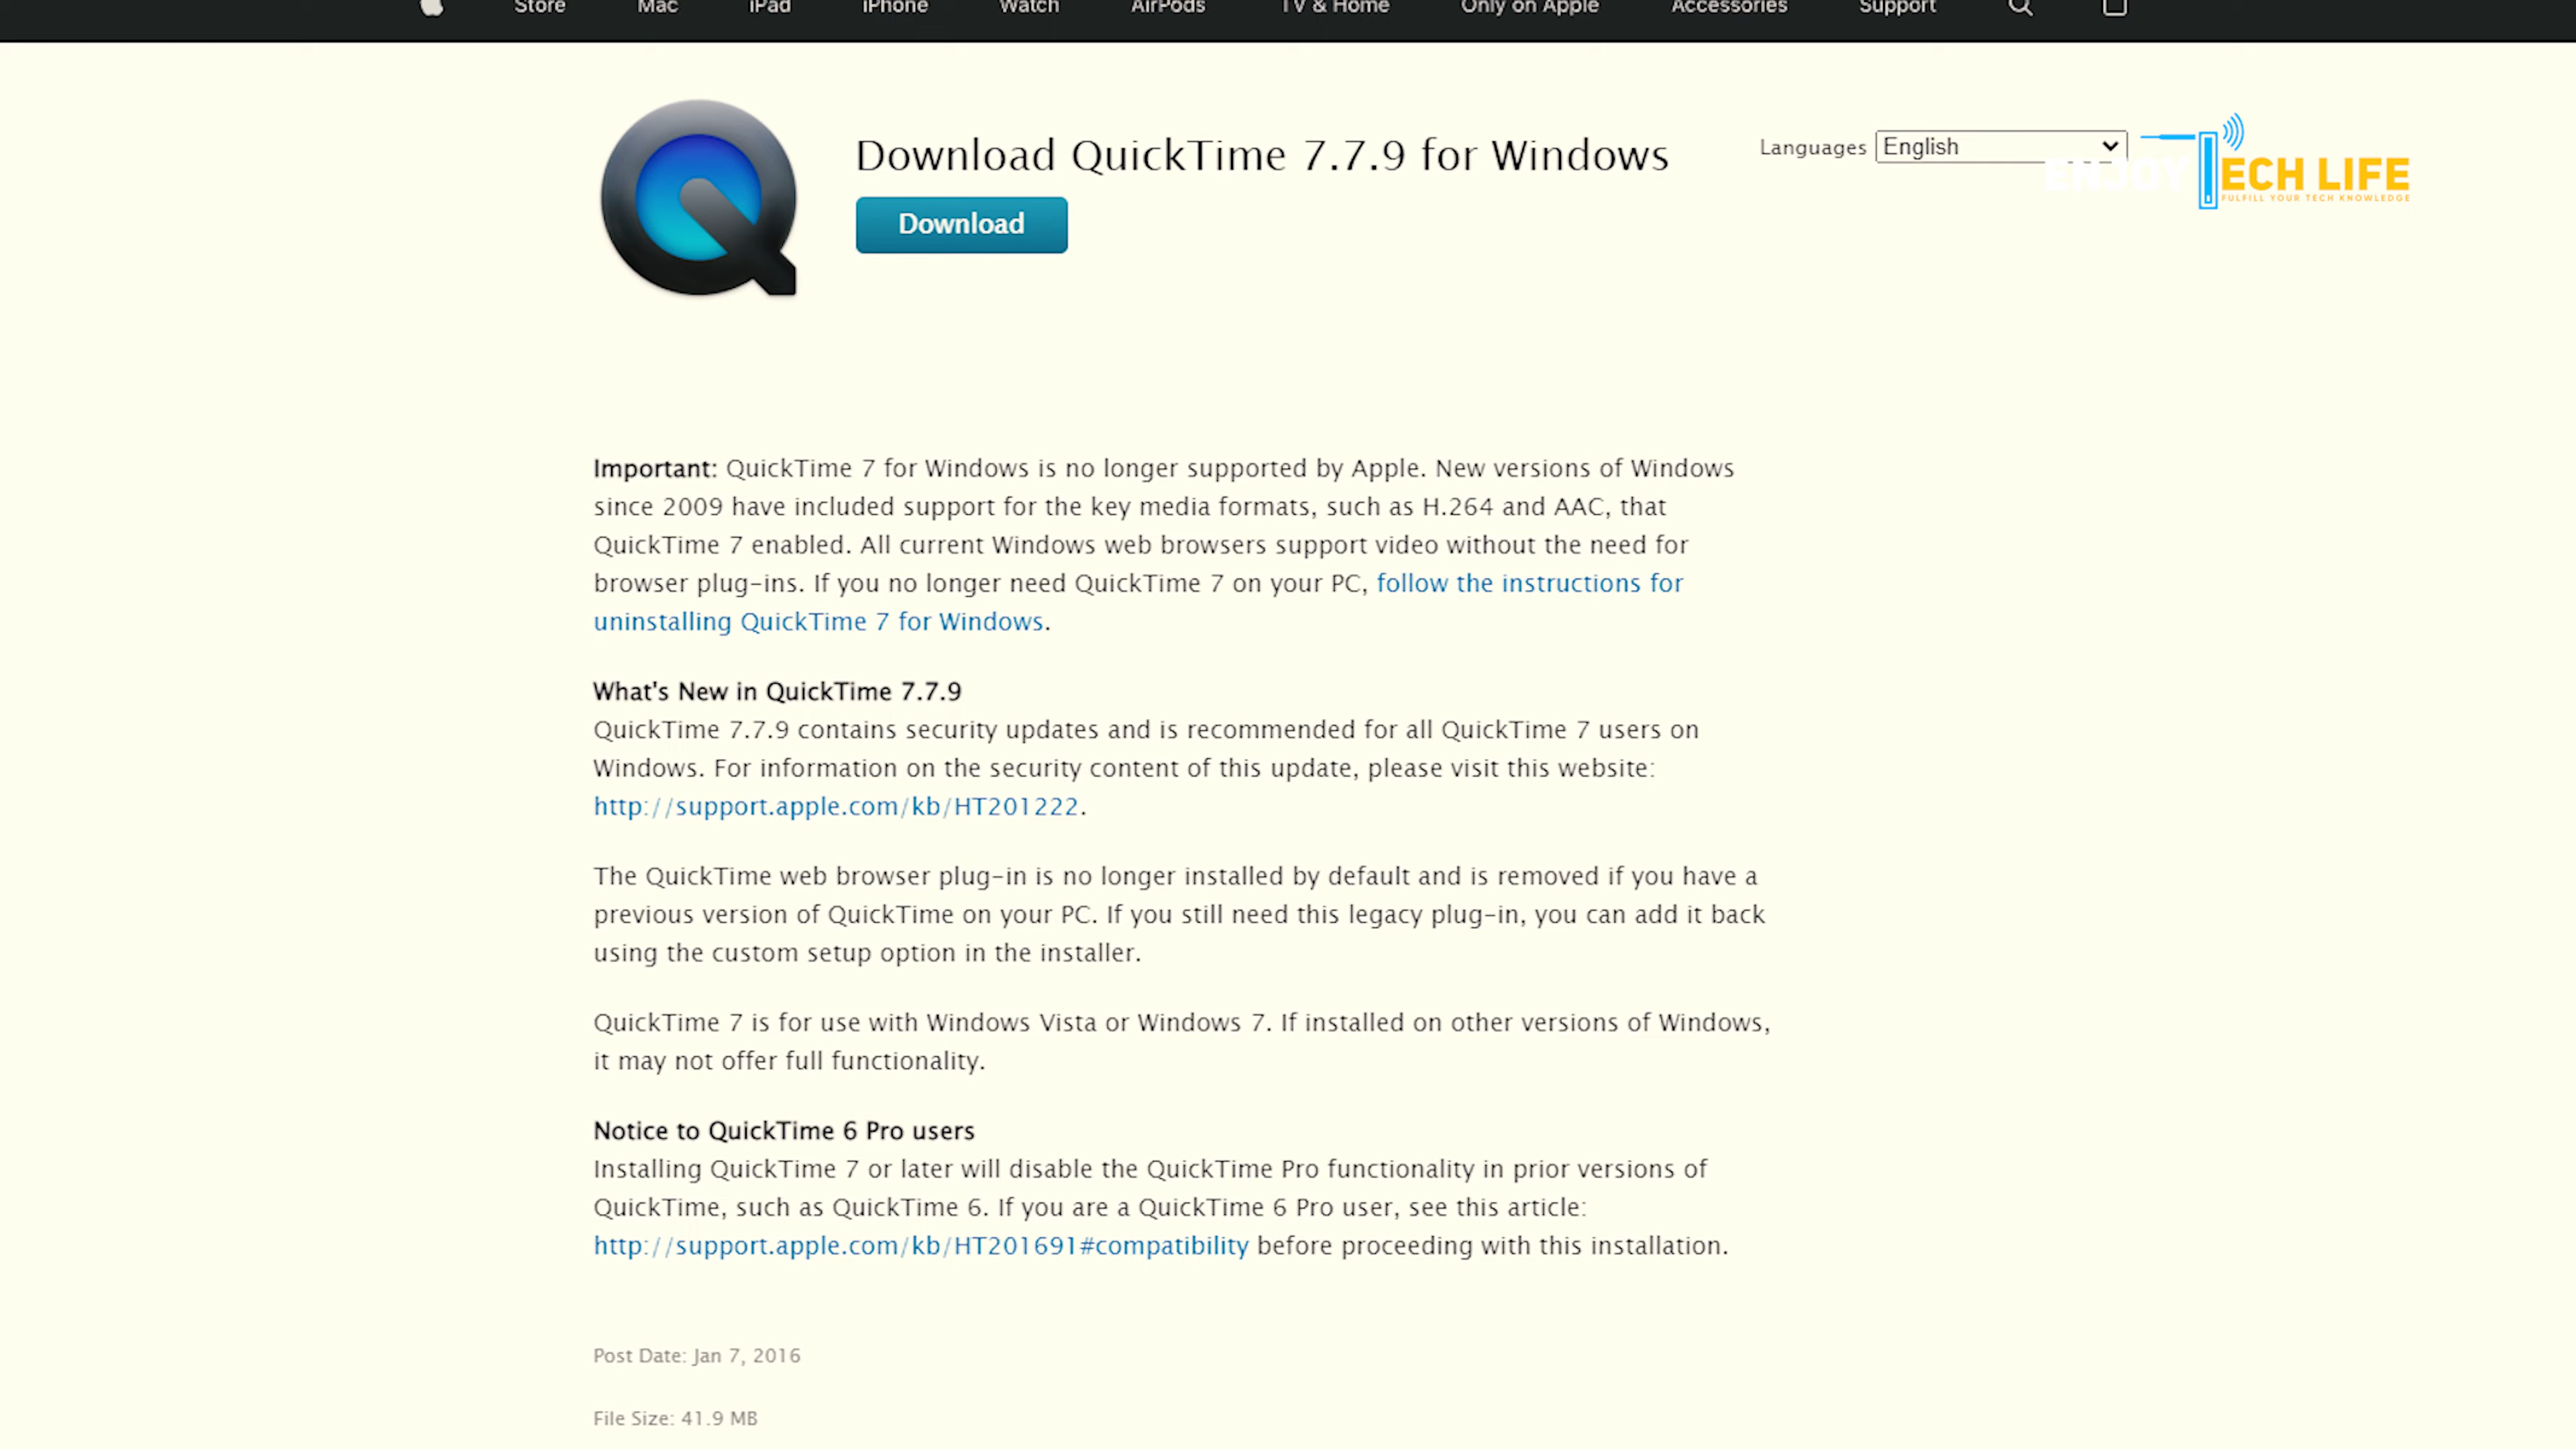 Store Mac iPad iPhone Watch AirPods TV & Home Only on Apple Accessories Support
Download QuickTime 7.7.9 for Windows
Languages English
ENJOY TECH LIFE
FULFILL YOUR TECH KNOWLEDGE
Download
Important: QuickTime 7 for Windows is no longer supported by Apple. New versions of Windows
since 2009 have included support for the key media formats, such as H.264 and AAC, that
QuickTime 7 enabled. All current Windows web browsers support video without the need for
browser plug-ins. If you no longer need QuickTime 7 on your PC, follow the instructions for
uninstalling QuickTime 7 for Windows.
What's New in QuickTime 7.7.9
QuickTime 7.7.9 contains security updates and is recommended for all QuickTime 7 users on
Windows. For information on the security content of this update, please visit this website:
http://support.apple.com/kb/HT201222.
The QuickTime web browser plug-in is no longer installed by default and is removed if you have a
previous version of QuickTime on your PC. If you still need this legacy plug-in, you can add it back
using the custom setup option in the installer.
QuickTime 7 is for use with Windows Vista or Windows 7. If installed on other versions of Windows,
it may not offer full functionality.
Notice to QuickTime 6 Pro users
Installing QuickTime 7 or later will disable the QuickTime Pro functionality in prior versions of
QuickTime, such as QuickTime 6. If you are a QuickTime 6 Pro user, see this article:
http://support.apple.com/kb/HT201691#compatibility before proceeding with this installation.
Post Date: Jan 7, 2016
File Size: 41.9 MB